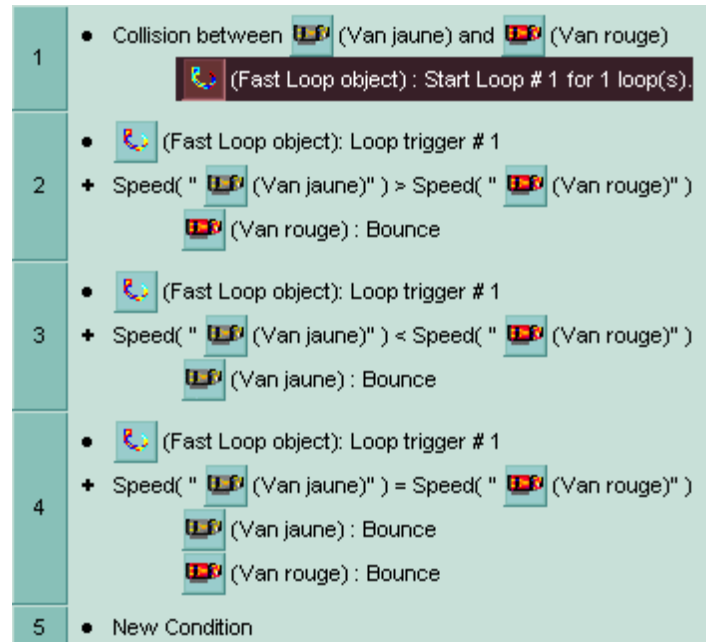 1
Collision between (Van jaune) and (Van rouge)
(Fast Loop object) : Start Loop # 1 for 1 loop(s).
2
(Fast Loop object): Loop trigger # 1
+ Speed( " (Van jaune)" ) > Speed( " (Van rouge)" )
(Van rouge) : Bounce
3
(Fast Loop object): Loop trigger # 1
+ Speed( " (Van jaune)" ) < Speed( " (Van rouge)" )
(Van jaune) : Bounce
4
(Fast Loop object): Loop trigger # 1
+ Speed( " (Van jaune)" ) = Speed( " (Van rouge)" )
(Van jaune) : Bounce
(Van rouge) : Bounce
5
New Condition